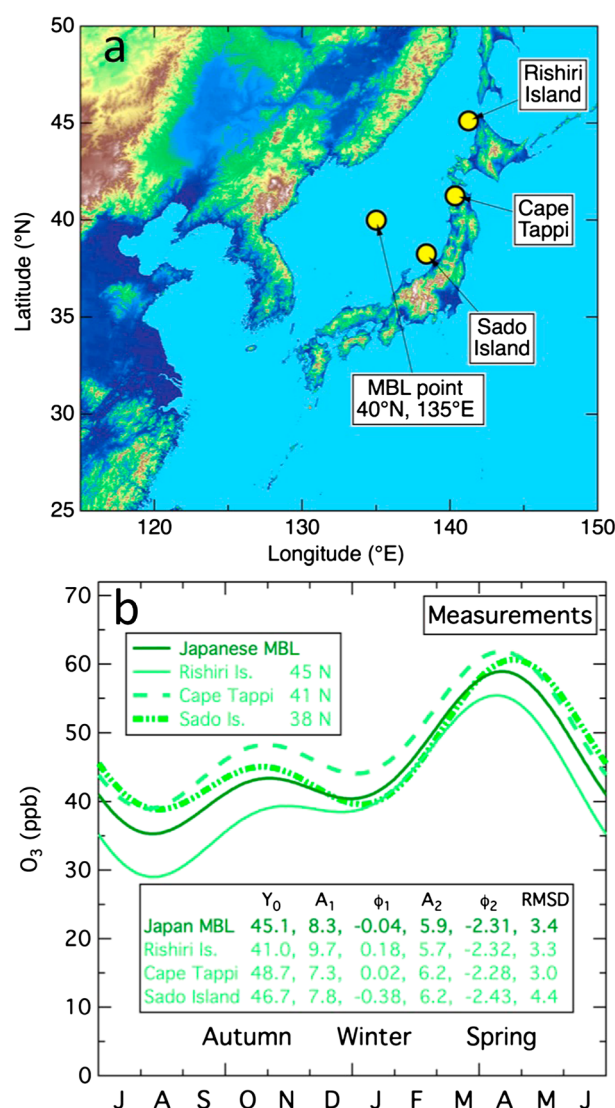 a
50
45
40
35
30
25
Latitude (°N)
Rishiri
Island
Cape
Tappi
Sado
Island
MBL point
40°N, 135°E
120
130
140
150
Longitude (°E)
b
Measurements
Japanese MBL
Rishiri Is. 45 N
Cape Tappi 41 N
Sado Is. 38 N
70
60
50
40
30
20
10
0
O₃ (ppb)
Y₀ A₁ ϕ₁ A₂ ϕ₂ RMSD
Japan MBL 45.1, 8.3, -0.04, 5.9, -2.31, 3.4
Rishiri Is. 41.0, 9.7, 0.18, 5.7, -2.32, 3.3
Cape Tappi 48.7, 7.3, 0.02, 6.2, -2.28, 3.0
Sado Island 46.7, 7.8, -0.38, 6.2, -2.43, 4.4
Autumn Winter Spring
J A S O N D J F M A M J